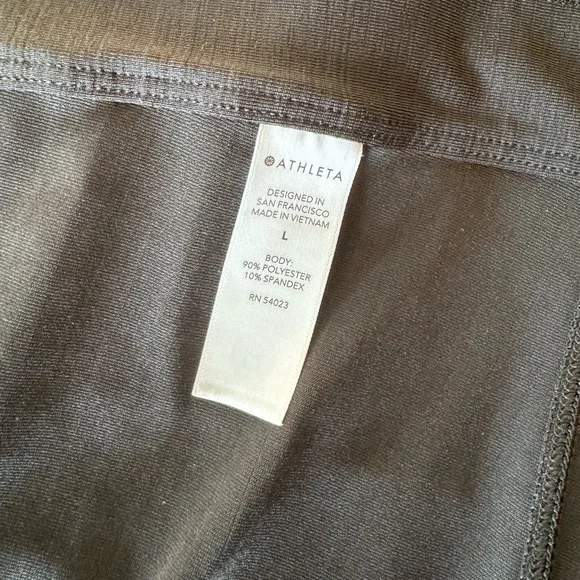 ATHLETA
DESIGNED IN
SAN FRANCISCO
MADE IN VIETNAM
L
BODY:
90% POLYESTER
10% SPANDEX
RN 54023